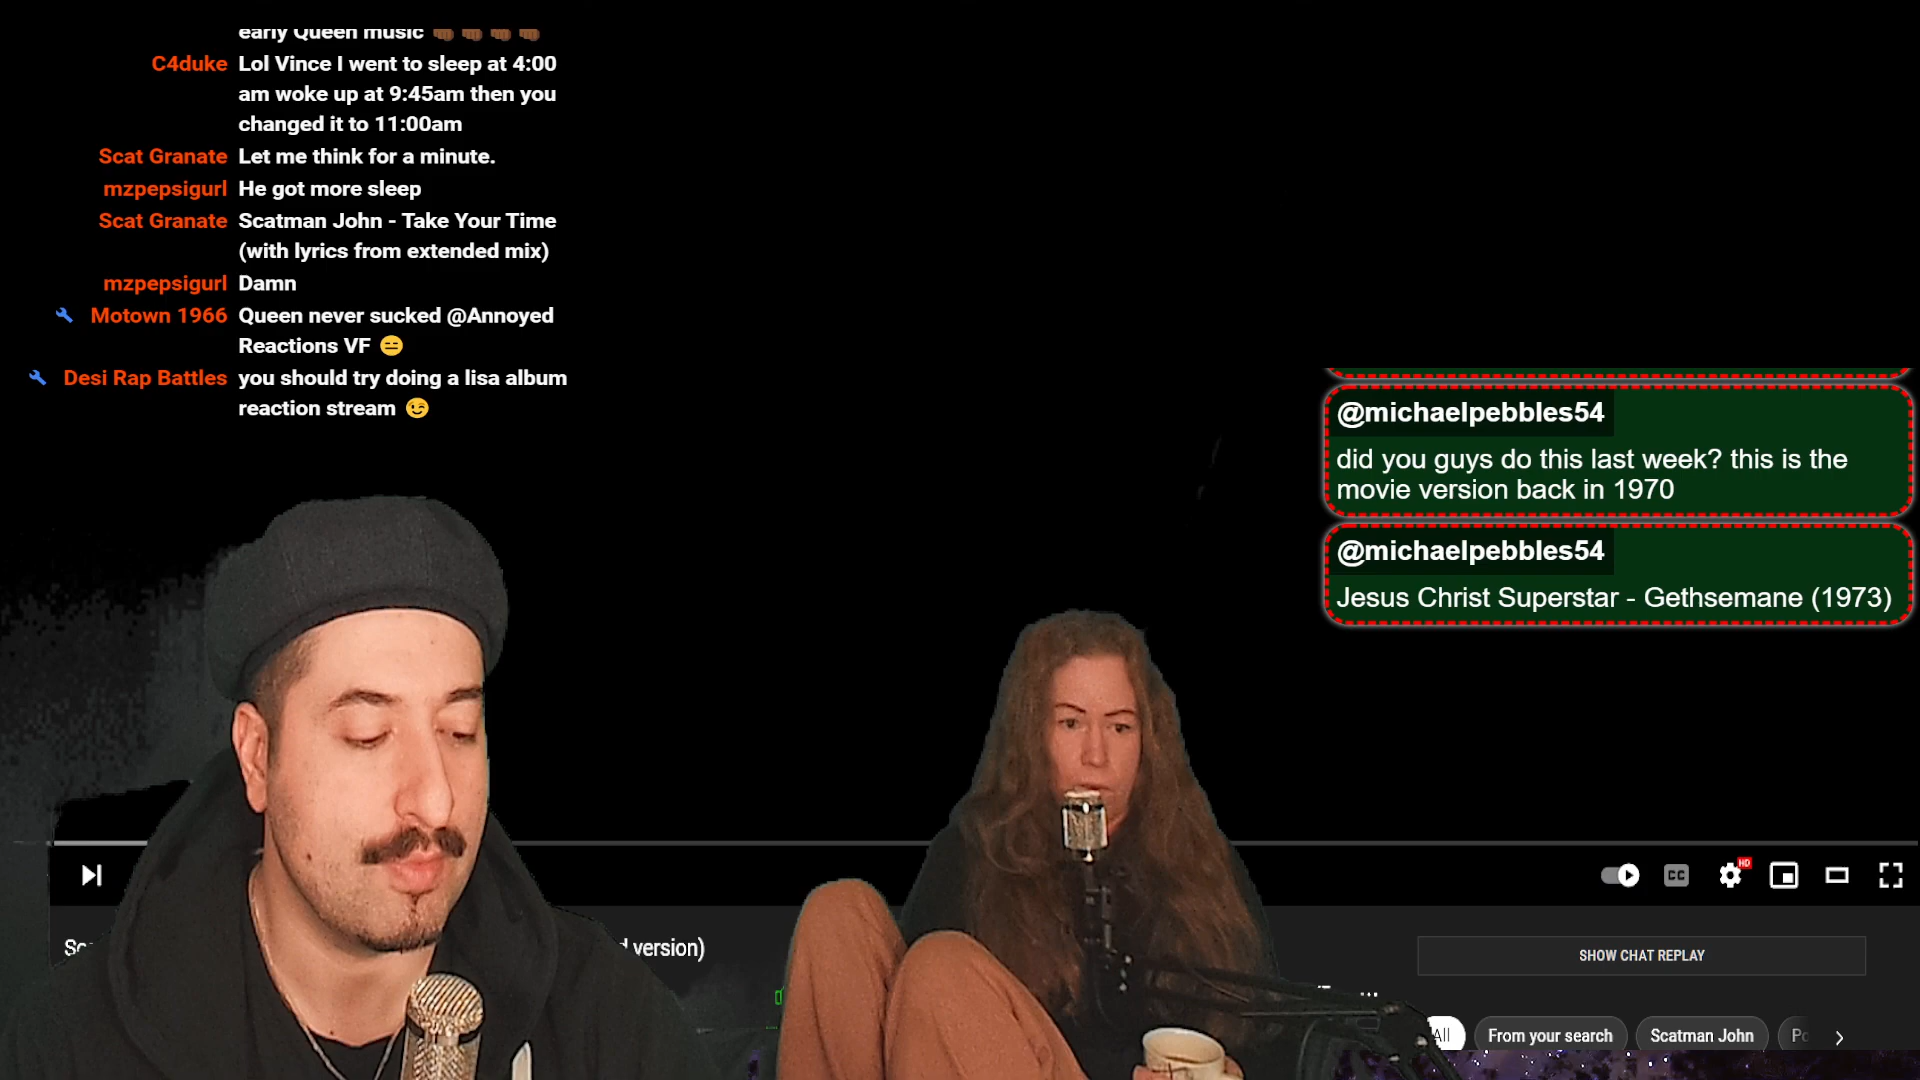 early Queen music
C4duke Lol Vince I went to sleep at 4:00
am woke up at 9:45am then you
changed it to 11:00am
Scat Granate Let me think for a minute.
mzpepsigurl He got more sleep
Scat Granate Scatman John - Take Your Time
(with lyrics from extended mix)
mzpepsigurl Damn
Motown 1966 Queen never sucked @Annoyed
Reactions VF
Desi Rap Battles you should try doing a lisa album
reaction stream
@michaelpebbles54
did you guys do this last week? this is the
movie version back in 1970
@michaelpebbles54
Jesus Christ Superstar - Gethsemane (1973)
CC
HD
version)
SHOW CHAT REPLAY
All From your search Scatman John